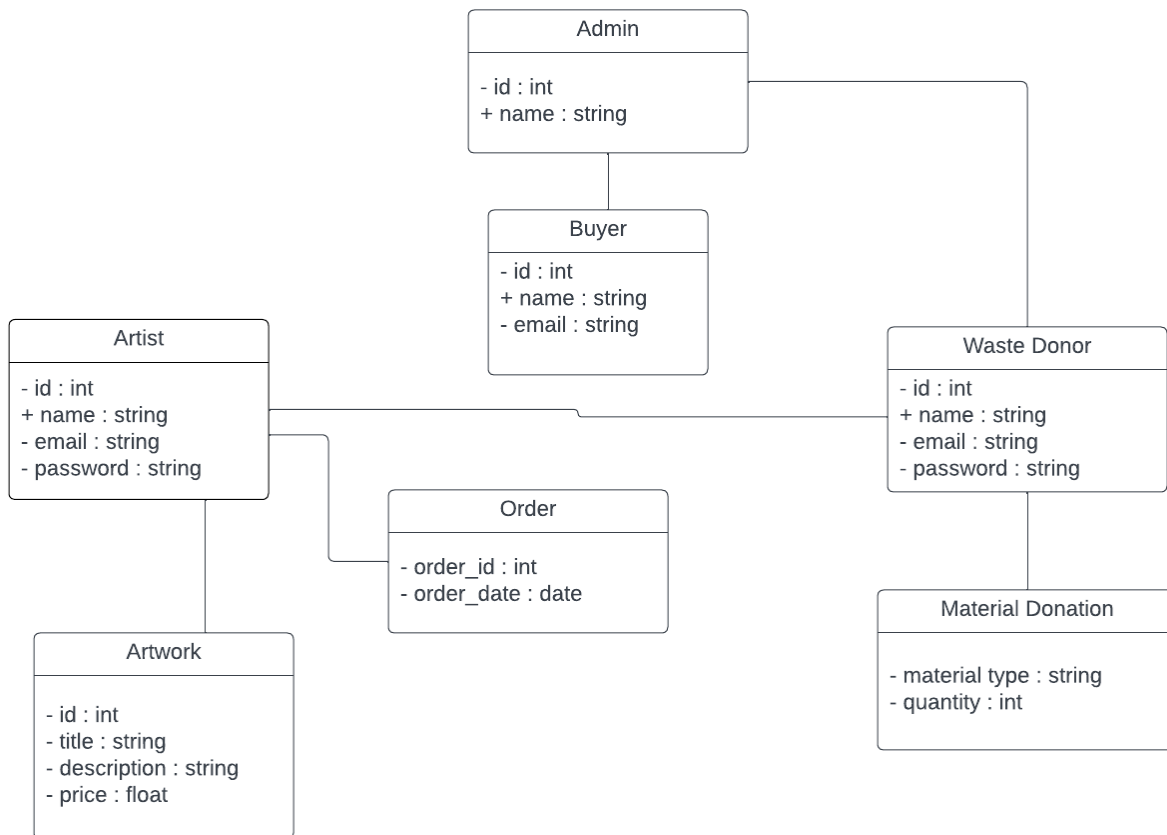 Admin
- id : int
+ name : string
Buyer
- id : int
+ name : string
- email : string
Artist
- id : int
+ name : string
- email : string
- password : string
Waste Donor
- id : int
+ name : string
- email : string
- password : string
Order
- order_id : int
- order_date : date
Material Donation
- material type : string
- quantity : int
Artwork
- id : int
- title : string
- description : string
- price : float